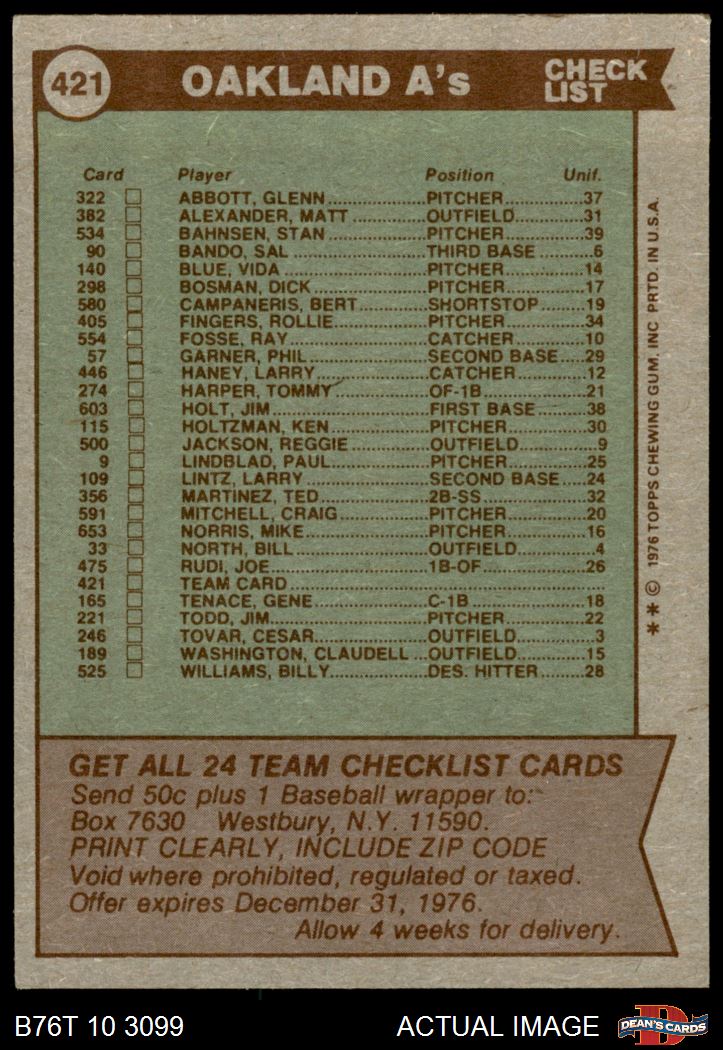 421 OAKLAND A's CHECK LIST
Card Player Position Unif.
322 ABBOTT, GLENN PITCHER 37
382 ALEXANDER, MATT OUTFIELD 31
534 BAHNSEN, STAN PITCHER 39
90 BANDO, SAL THIRD BASE 6
140 BLUE, VIDA PITCHER 14
298 BOSMAN, DICK PITCHER 17
580 CAMPANERIS, BERT SHORTSTOP 19
405 FINGERS, ROLLIE PITCHER 34
554 FOSSE, RAY CATCHER 10
57 GARNER, PHIL SECOND BASE 29
446 HANEY, LARRY CATCHER 12
274 HARPER, TOMMY OF-1B 21
603 HOLT, JIM FIRST BASE 38
115 HOLTZMAN, KEN PITCHER 30
500 JACKSON, REGGIE OUTFIELD 9
9 LINDBLAD, PAUL PITCHER 25
109 LINTZ, LARRY SECOND BASE 24
356 MARTINEZ, TED 2B-SS 32
591 MITCHELL, CRAIG PITCHER 20
653 NORRIS, MIKE PITCHER 16
33 NORTH, BILL OUTFIELD 4
475 RUDI, JOE 1B-OF 26
421 TEAM CARD
165 TENACE, GENE C-1B 18
221 TODD, JIM PITCHER 22
246 TOVAR, CESAR OUTFIELD 3
189 WASHINGTON, CLAUDELL OUTFIELD 15
525 WILLIAMS, BILLY DES. HITTER 28
** © 1976 TOPPS CHEWING GUM, INC PRTD. IN U.S.A.
GET ALL 24 TEAM CHECKLIST CARDS
Send 50c plus 1 Baseball wrapper to:
Box 7630 Westbury, N.Y. 11590.
PRINT CLEARLY, INCLUDE ZIP CODE
Void where prohibited, regulated or taxed.
Offer expires December 31, 1976.
Allow 4 weeks for delivery.
B76T 10 3099 ACTUAL IMAGE D DEAN'S CARDS